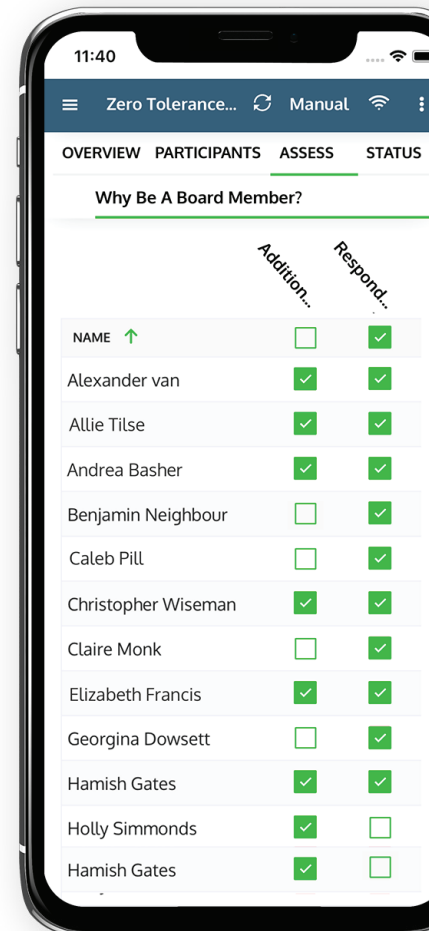 11:40
Zero Tolerance... Manual
OVERVIEW PARTICIPANTS ASSESS STATUS
Why Be A Board Member?
Addition... Respond...
NAME
Alexander van
Allie Tilse
Andrea Basher
Benjamin Neighbour
Caleb Pill
Christopher Wiseman
Claire Monk
Elizabeth Francis
Georgina Dowsett
Hamish Gates
Holly Simmonds
Hamish Gates